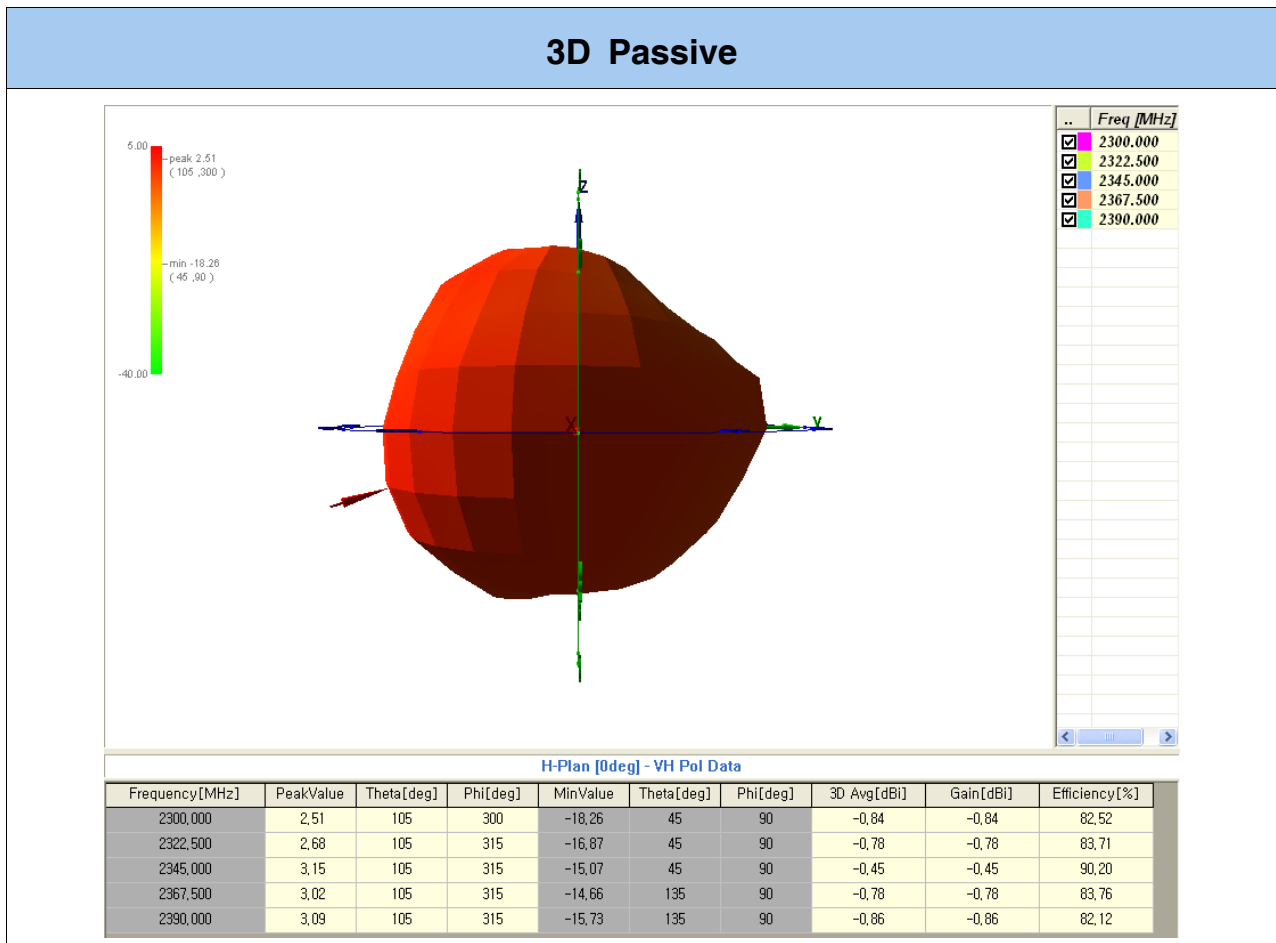 3D Passive
5.00
peak 2.51
( 105 ,300 )
min -18.26
( 45 ,90 )
-40.00
Z
X
Y
.. Freq [MHz]
2300.000
2322.500
2345.000
2367.500
2390.000
H-Plan [0deg] - VH Pol Data
Frequency[MHz] PeakValue Theta[deg] Phi[deg] MinValue Theta[deg] Phi[deg] 3D Avg[dBi] Gain[dBi] Efficiency[%]
2300,000 2,51 105 300 -18,26 45 90 -0,84 -0,84 82,52
2322,500 2,68 105 315 -16,87 45 90 -0,78 -0,78 83,71
2345,000 3,15 105 315 -15,07 45 90 -0,45 -0,45 90,20
2367,500 3,02 105 315 -14,66 135 90 -0,78 -0,78 83,76
2390,000 3,09 105 315 -15,73 135 90 -0,86 -0,86 82,12